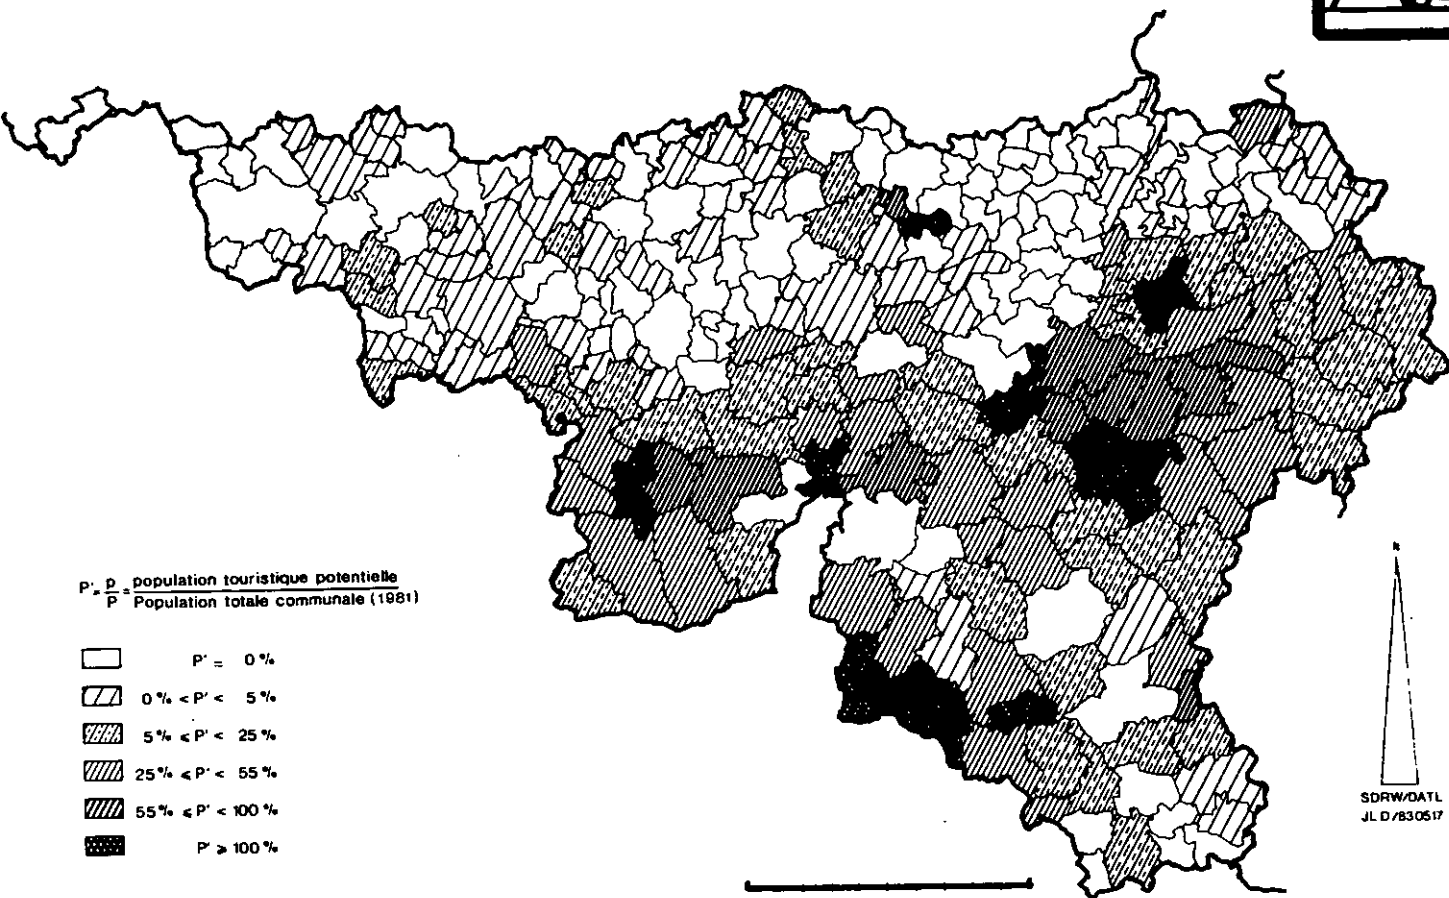 P' = p / P = population touristique potentielle / Population totale communale (1981)
P' = 0 %
0 % < P' < 5 %
5 % ⩽ P' < 25 %
25 % ⩽ P' < 55 %
55 % ⩽ P' < 100 %
P' ⩾ 100 %
N
SDRW/DATL
JLD/830517